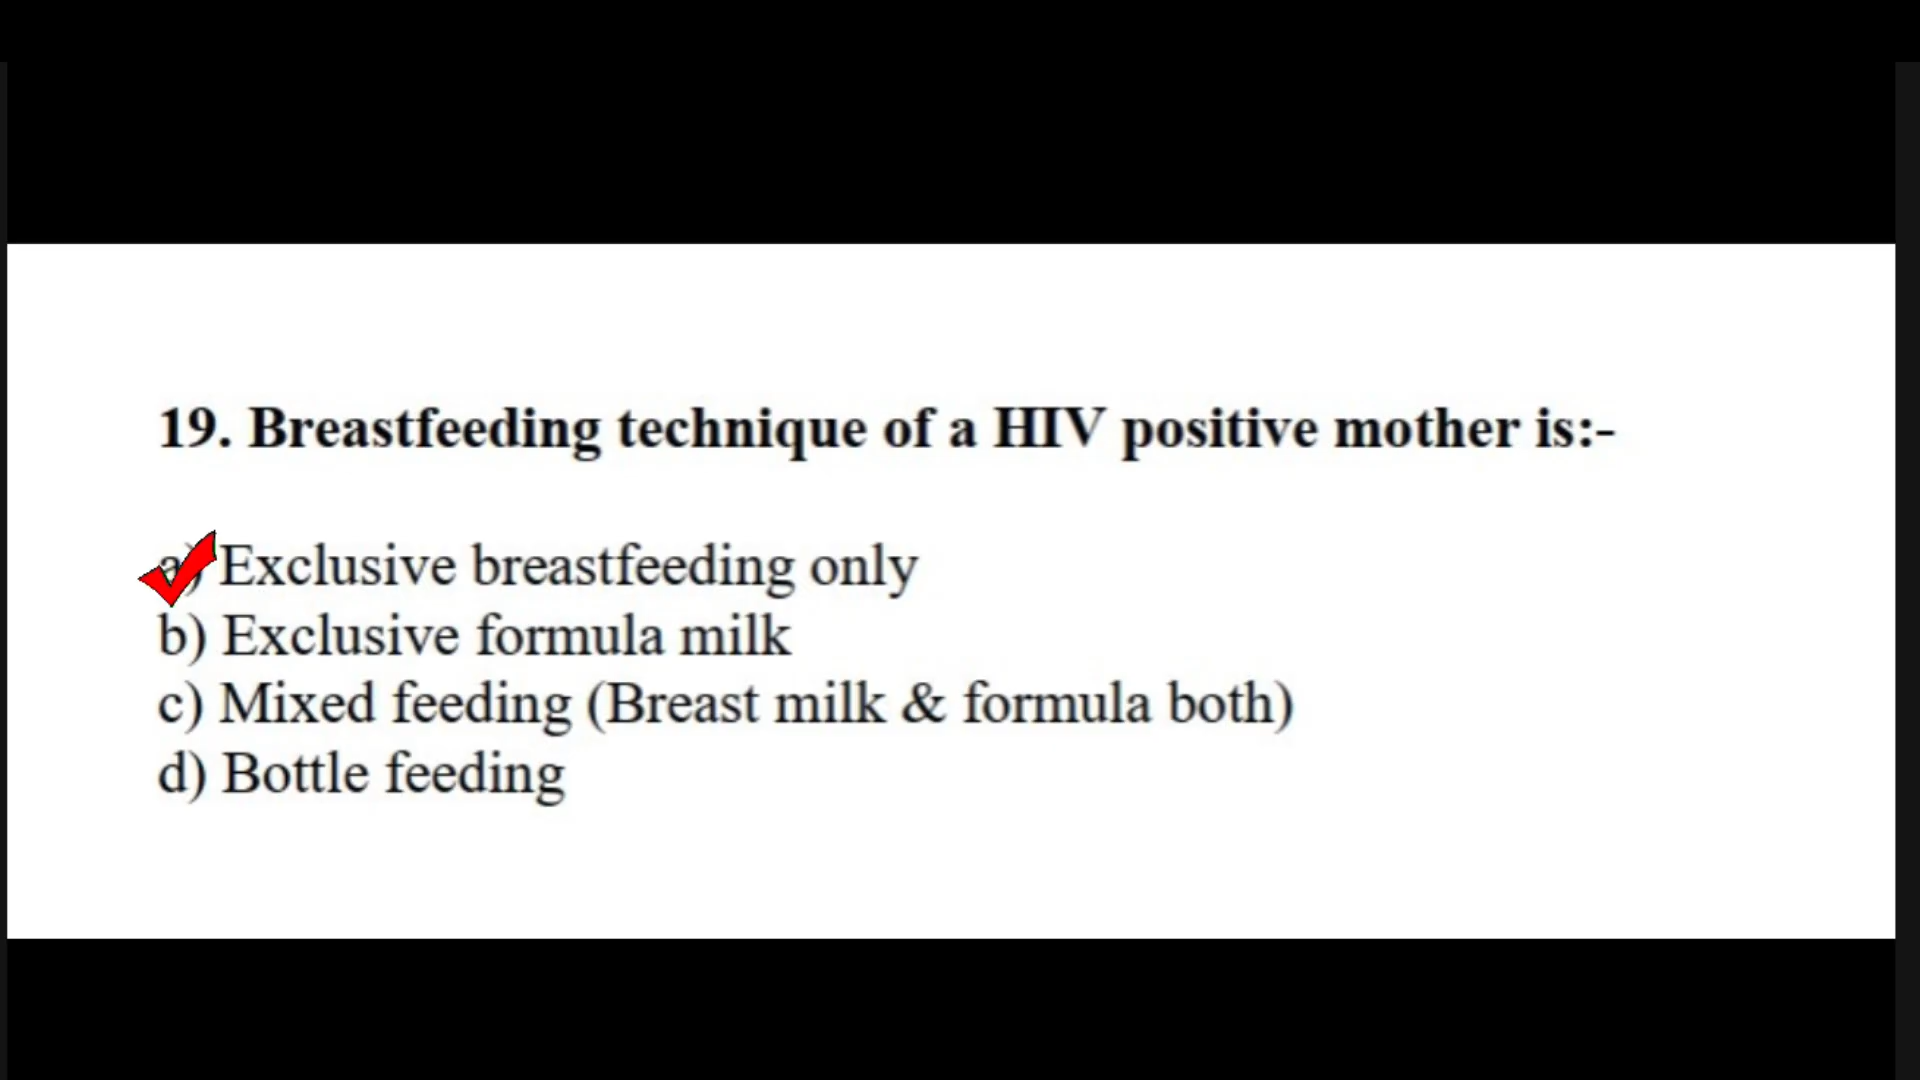 19. Breastfeeding technique of a HIV positive mother is:-
a) Exclusive breastfeeding only
b) Exclusive formula milk
c) Mixed feeding (Breast milk & formula both)
d) Bottle feeding